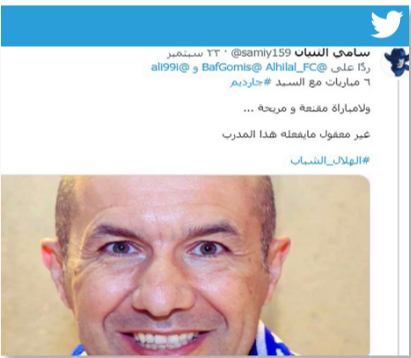 سامي الثنيان @samiy159 · ٢٣ سبتمبر
ردًا على @BafGomis @Alhilal_FC و @ali99i
٦ مباريات مع السيد #جارديم
ولامباراة مقنعة و مريحة ...
غير معقول مايفعله هذا المدرب
#الهلال_الشباب